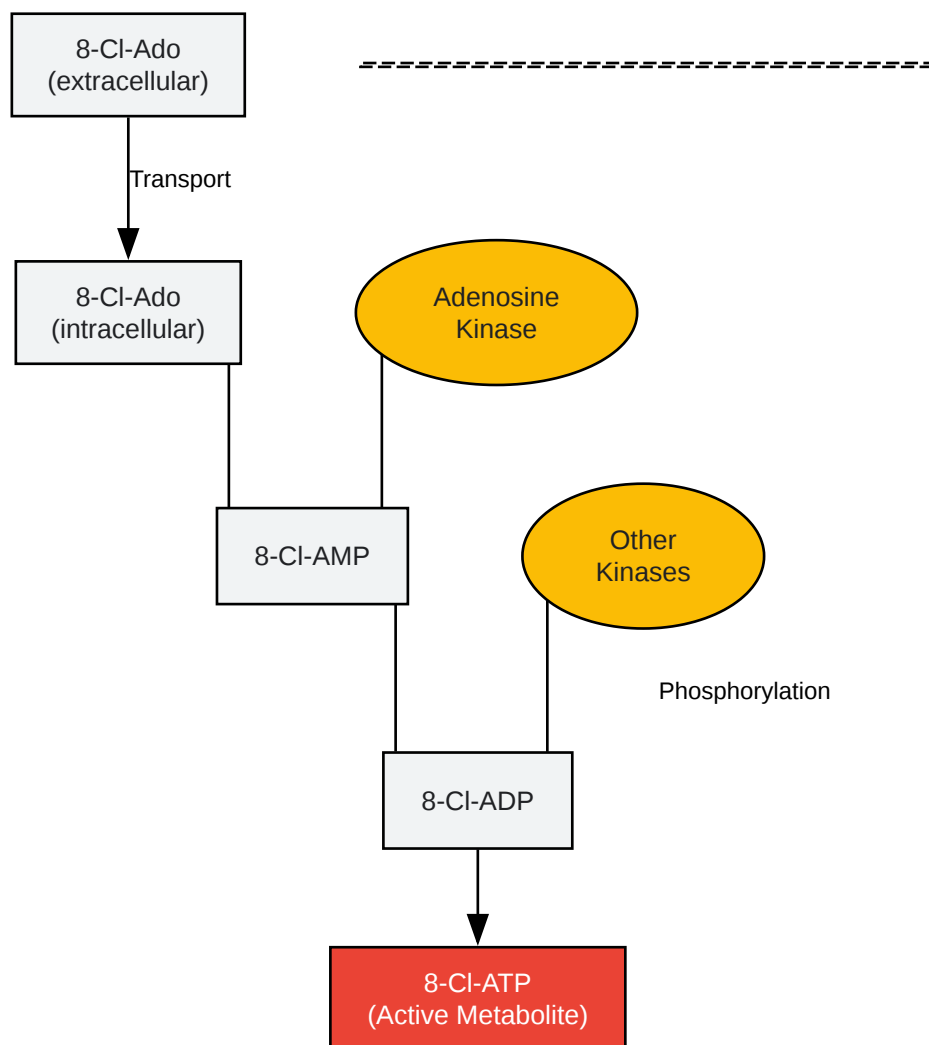 8-Cl-Ado
(extracellular)
Transport
8-Cl-Ado
(intracellular)
Adenosine
Kinase
8-Cl-AMP
Other
Kinases
Phosphorylation
8-Cl-ADP
8-Cl-ATP
(Active Metabolite)